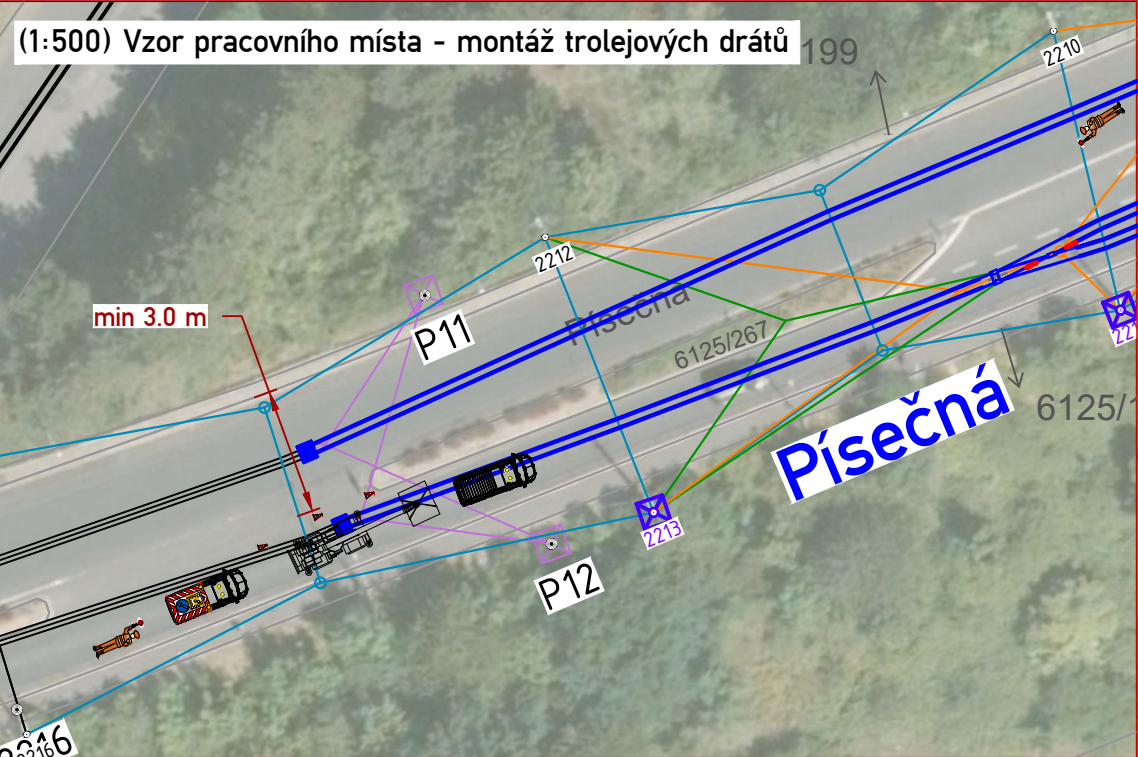 (1:500) Vzor pracovního místa - montáž trolejových drátů
199
2210
2212
min 3.0 m
Písečná
P11
6125/267
Písečná
6125/1
2213
P12
2216